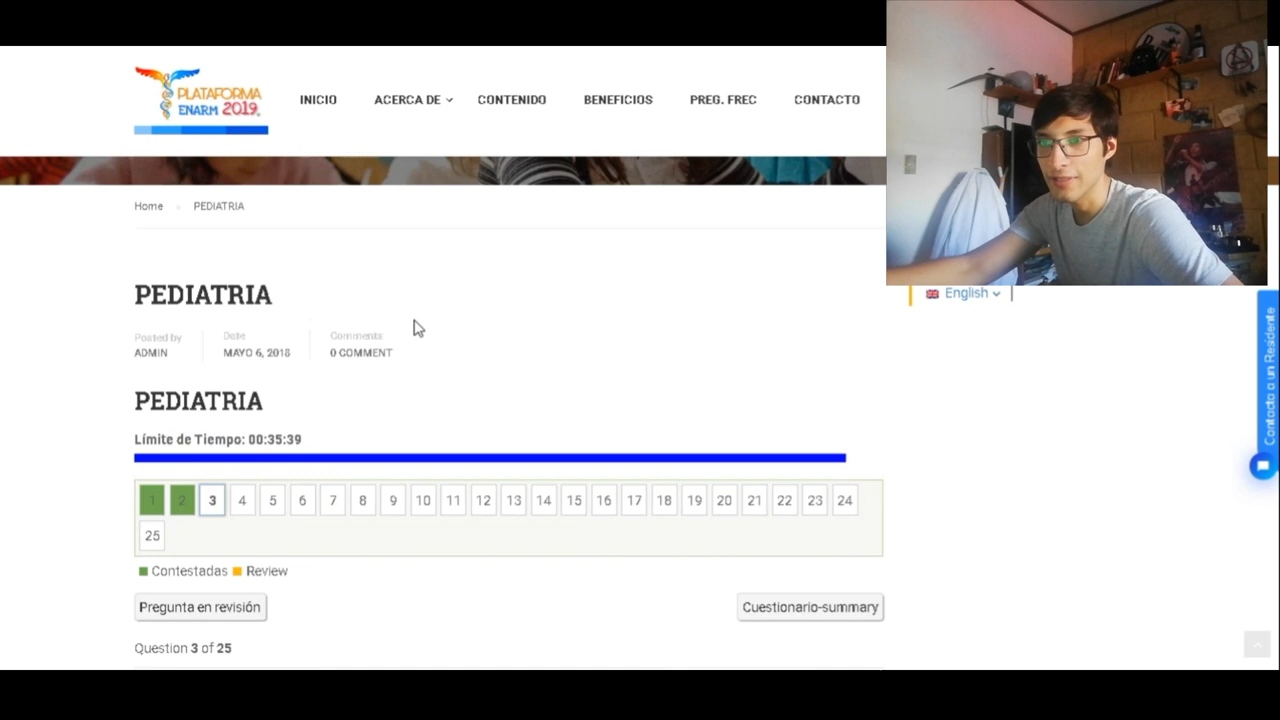 PLATAFORMA
ENARM 2019
INICIO
ACERCA DE
CONTENIDO
BENEFICIOS
PREG. FREC
CONTACTO
Home
PEDIATRIA
PEDIATRIA
Posted by
ADMIN
Date
MAYO 6, 2018
Comments
0 COMMENT
English
Contacto a un Residente
PEDIATRIA
Límite de Tiempo: 00:35:39
1 2 3 4 5 6 7 8 9 10 11 12 13 14 15 16 17 18 19 20 21 22 23 24
25
Contestadas Review
Pregunta en revisión
Cuestionario-summary
Question 3 of 25